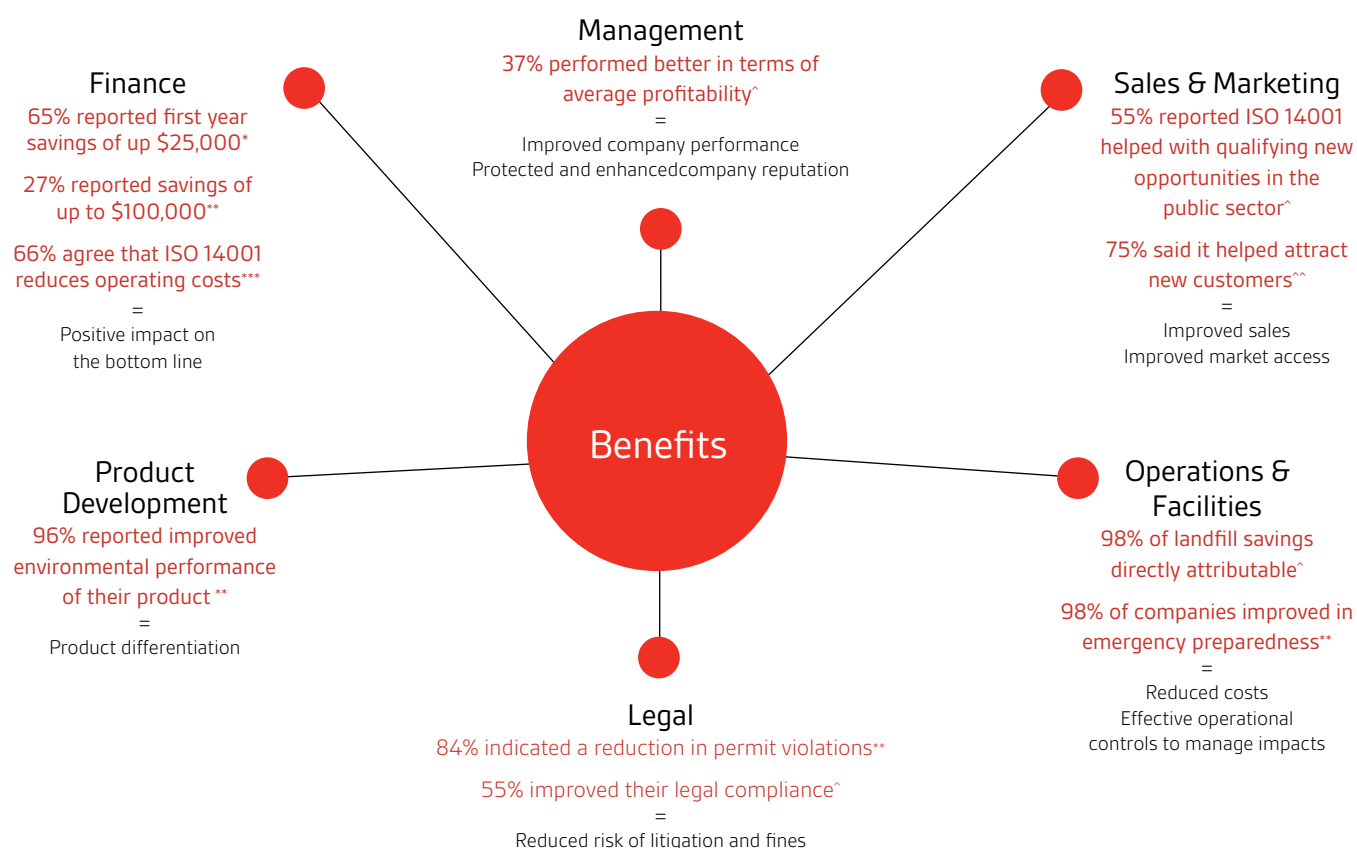 Management
37% performed better in terms of
average profitability^
=
Improved company performance
Protected and enhancedcompany reputation
Finance
65% reported first year
savings of up $25,000*
27% reported savings of
up to $100,000**
66% agree that ISO 14001
reduces operating costs***
=
Positive impact on
the bottom line
Sales & Marketing
55% reported ISO 14001
helped with qualifying new
opportunities in the
public sector^
75% said it helped attract
new customers^^
=
Improved sales
Improved market access
Benefits
Product
Development
96% reported improved
environmental performance
of their product **
=
Product differentiation
Operations &
Facilities
98% of landfill savings
directly attributable^
98% of companies improved in
emergency preparedness**
=
Reduced costs
Effective operational
controls to manage impacts
Legal
84% indicated a reduction in permit violations**
55% improved their legal compliance^
=
Reduced risk of litigation and fines